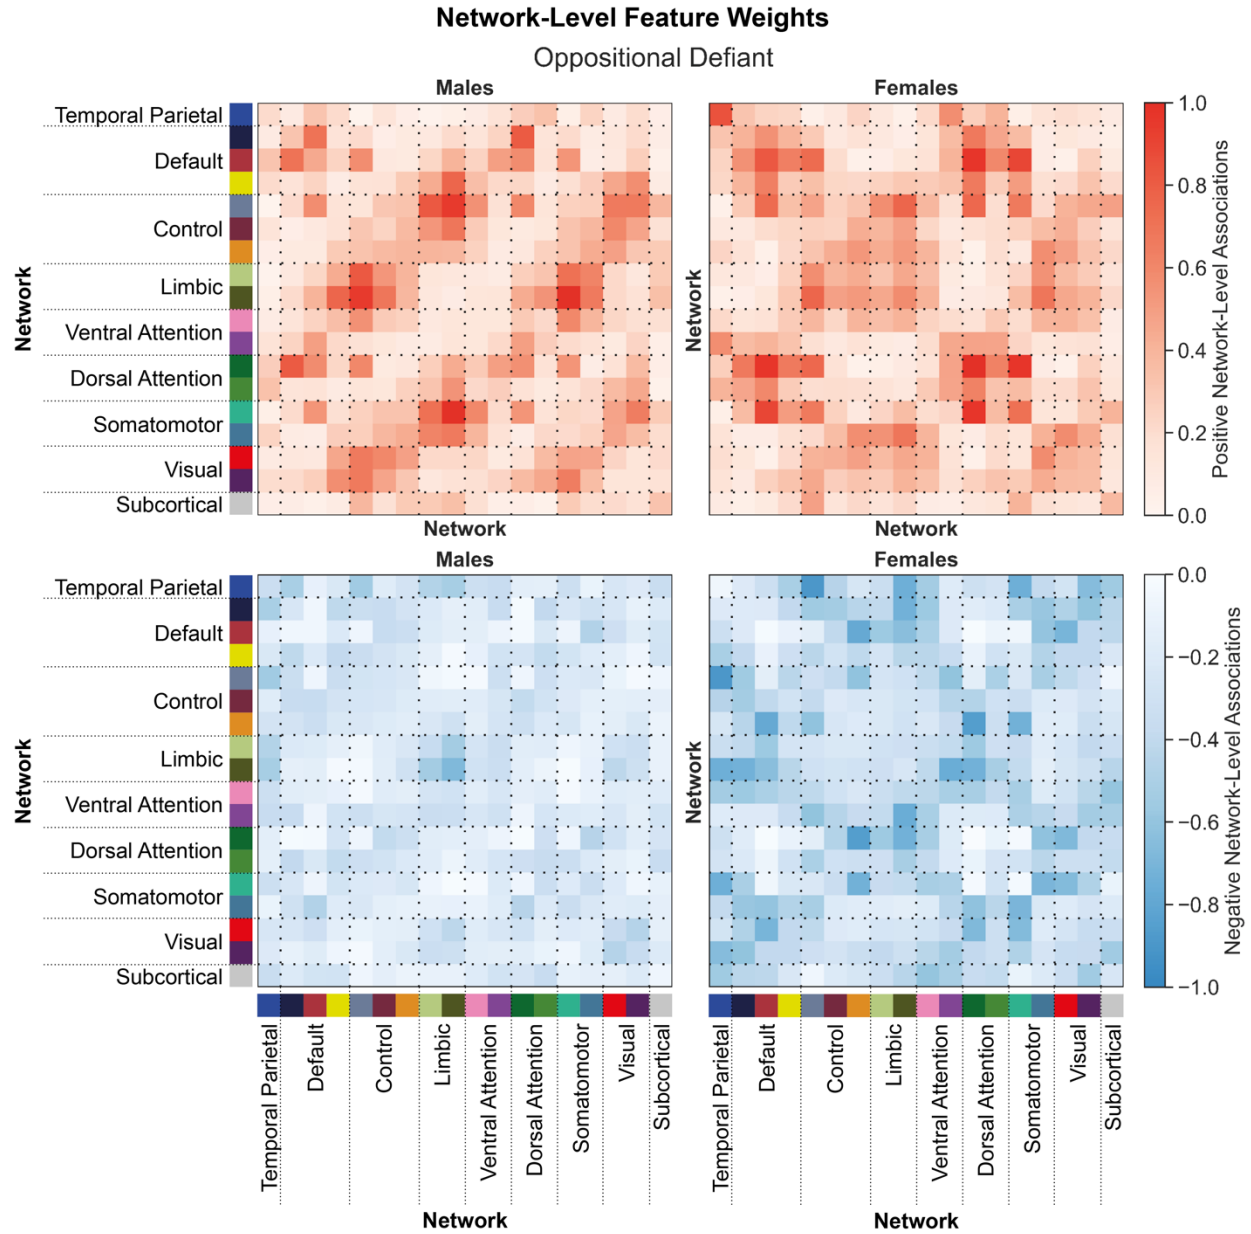 Network-Level Feature Weights
Oppositional Defiant
Males
Females
Temporal Parietal
Default
Control
Limbic
Ventral Attention
Dorsal Attention
Somatomotor
Visual
Subcortical
Network
Network
Network
Network
1.0
0.8
0.6
0.4
0.2
0.0
Positive Network-Level Associations
Males
Females
Temporal Parietal
Default
Control
Limbic
Ventral Attention
Dorsal Attention
Somatomotor
Visual
Subcortical
Network
Network
0.0
−0.2
−0.4
−0.6
−0.8
−1.0
Negative Network-Level Associations
Temporal Parietal
Default
Control
Limbic
Ventral Attention
Dorsal Attention
Somatomotor
Visual
Subcortical
Network
Temporal Parietal
Default
Control
Limbic
Ventral Attention
Dorsal Attention
Somatomotor
Visual
Subcortical
Network